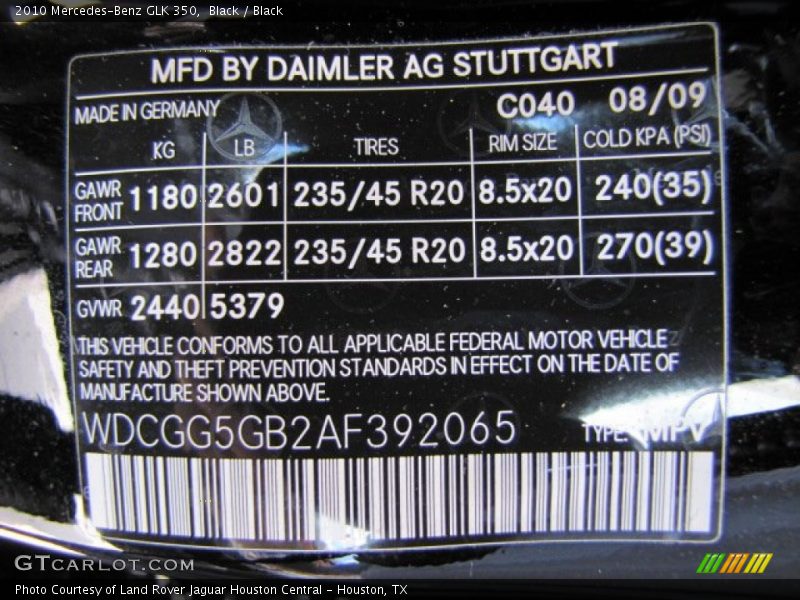 2010 Mercedes-Benz GLK 350, Black / Black
MFD BY DAIMLER AG STUTTGART
MADE IN GERMANY C040 08/09
KG LB TIRES RIM SIZE COLD KPA (PSI)
GAWR FRONT 1180 2601 235/45 R20 8.5x20 240(35)
GAWR REAR 1280 2822 235/45 R20 8.5x20 270(39)
GVWR 2440 5379
THIS VEHICLE CONFORMS TO ALL APPLICABLE FEDERAL MOTOR VEHICLE
SAFETY AND THEFT PREVENTION STANDARDS IN EFFECT ON THE DATE OF
MANUFACTURE SHOWN ABOVE.
WDCGG5GB2AF392065 TYPE: MPV
GTCARLOT.COM
Photo Courtesy of Land Rover Jaguar Houston Central - Houston, TX